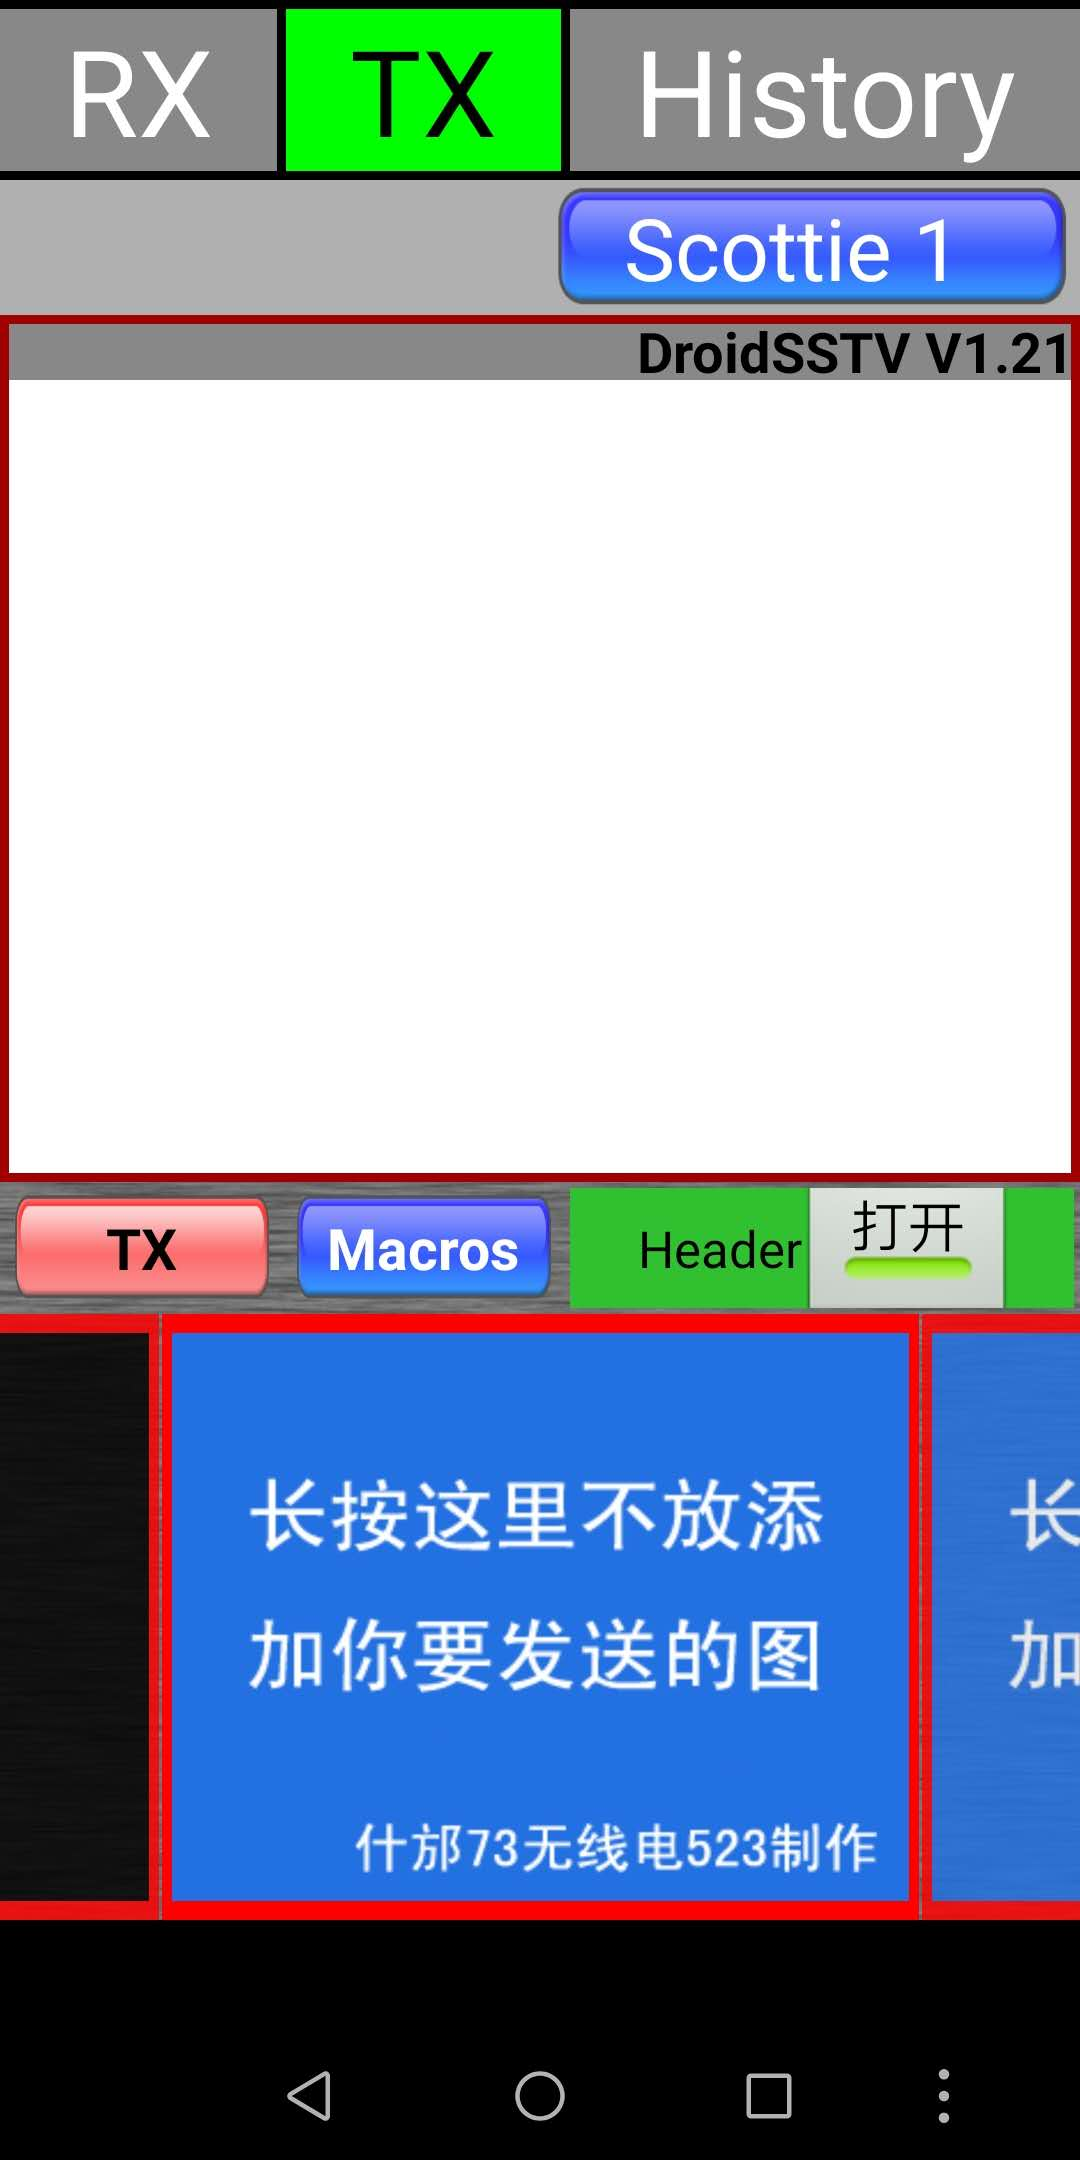 RX
TX
History
Scottie 1
DroidSSTV V1.21
TX
Macros
Header
打开
长按这里不放添
加你要发送的图
什邡73无线电523制作
长
加